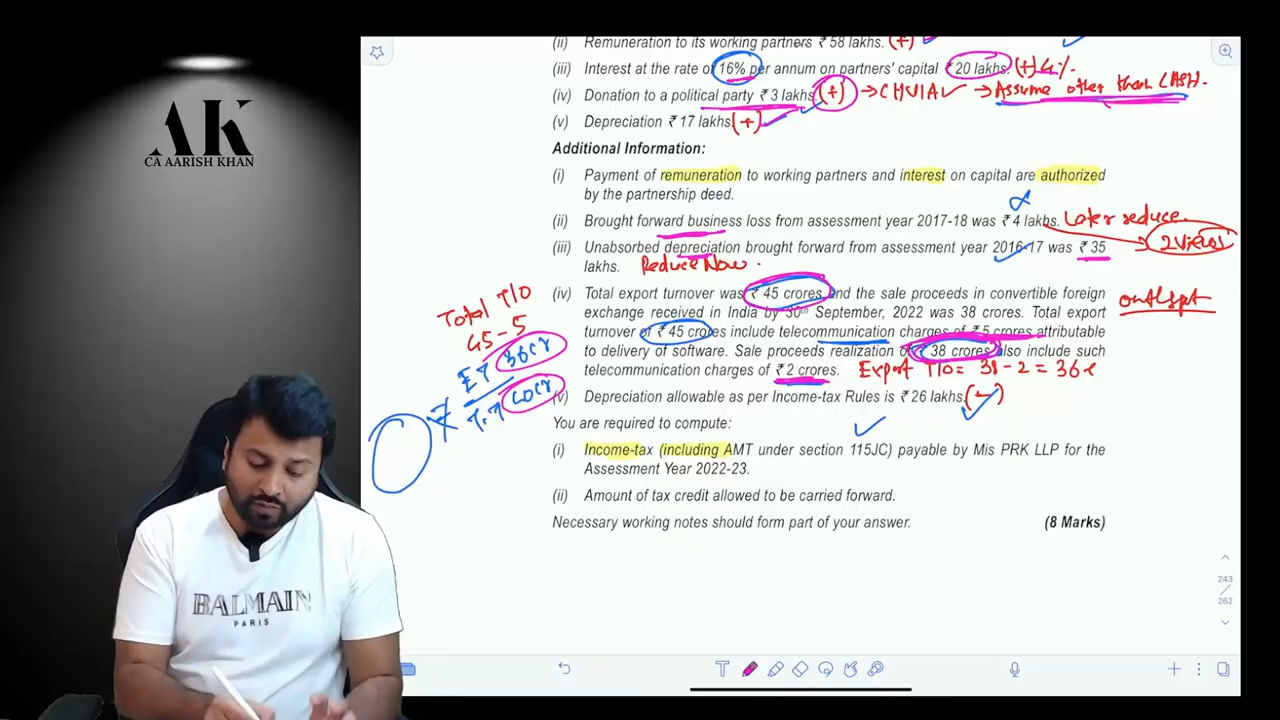 AK
CA AARISH KHAN
BALMAIN
PARIS
(ii) Remuneration to its working partners ₹ 58 lakhs. (+)
(iii) Interest at the rate of 16% per annum on partners' capital ₹ 20 lakhs. (+) 4%.
(iv) Donation to a political party ₹ 3 lakhs (+) → CHVIA → Assume other than CASH.
(v) Depreciation ₹ 17 lakhs. (+)
Additional Information:
(i) Payment of remuneration to working partners and interest on capital are authorized
by the partnership deed.
(ii) Brought forward business loss from assessment year 2017-18 was ₹ 4 lakhs. Later reduce.
(iii) Unabsorbed depreciation brought forward from assessment year 2016-17 was ₹ 35 → 2 views
lakhs. Reduce Now.
(iv) Total export turnover was ₹ 45 crores and the sale proceeds in convertible foreign
exchange received in India by 30th September, 2022 was 38 crores. Total export
turnover of ₹ 45 crores include telecommunication charges of ₹ 5 crores attributable
to delivery of software. Sale proceeds realization of ₹ 38 crores also include such
telecommunication charges of ₹ 2 crores. Export T/O = 38 - 2 = 36
(v) Depreciation allowable as per Income-tax Rules is ₹ 26 lakhs. (-)
Total T/O
45 - 5
ET 36cr
T.T 40cr
You are required to compute:
(i) Income-tax (including AMT under section 115JC) payable by M/s PRK LLP for the
Assessment Year 2022-23.
(ii) Amount of tax credit allowed to be carried forward.
Necessary working notes should form part of your answer. (8 Marks)
243
262
T